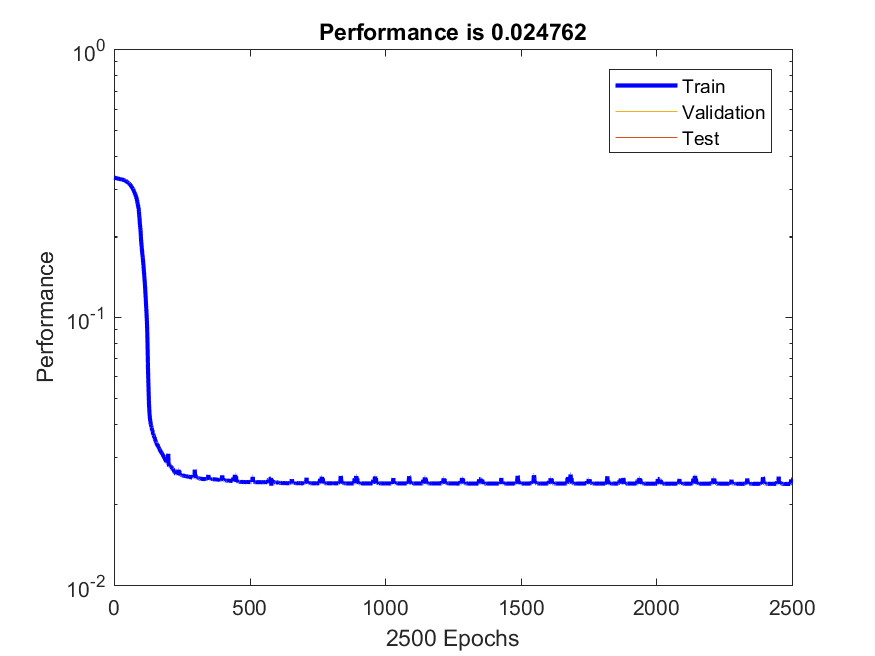 Performance is 0.024762
10^0
10^-1
10^-2
Performance
Train
Validation
Test
0 500 1000 1500 2000 2500
2500 Epochs